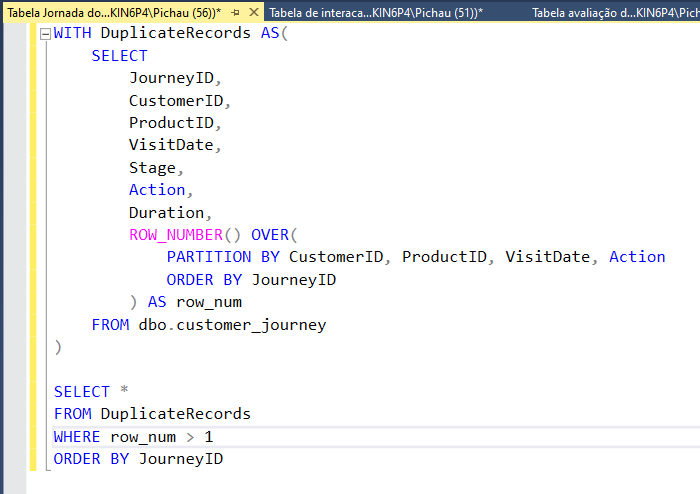 Tabela Jornada do...KIN6P4\Pichau (56))* Tabela de interaca...KIN6P4\Pichau (51))* Tabela avaliação d...KIN6P4\Pich
WITH DuplicateRecords AS(
    SELECT
        JourneyID,
        CustomerID,
        ProductID,
        VisitDate,
        Stage,
        Action,
        Duration,
        ROW_NUMBER() OVER(
            PARTITION BY CustomerID, ProductID, VisitDate, Action
            ORDER BY JourneyID
        ) AS row_num
    FROM dbo.customer_journey
)
SELECT *
FROM DuplicateRecords
WHERE row_num > 1
ORDER BY JourneyID